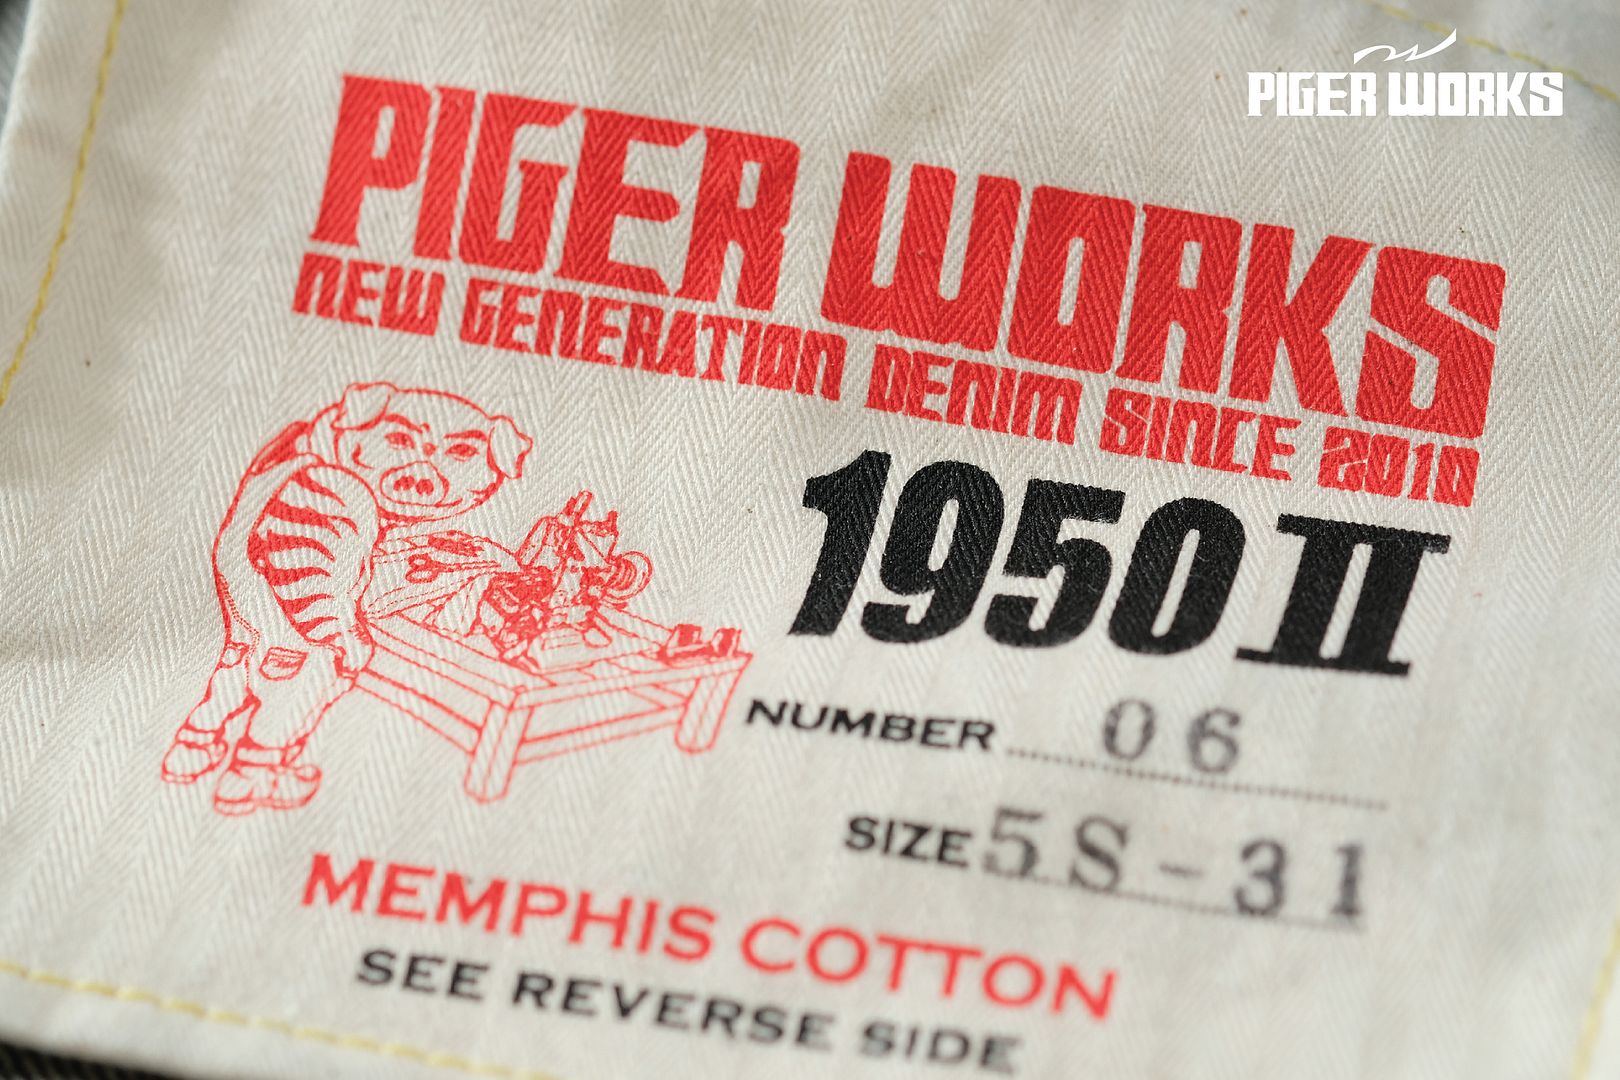 PIGER WORKS
PIGER WORKS
NEW GENERATION DENIM SINCE 2010
1950 II
NUMBER 06
SIZE 5S-31
MEMPHIS COTTON
SEE REVERSE SIDE